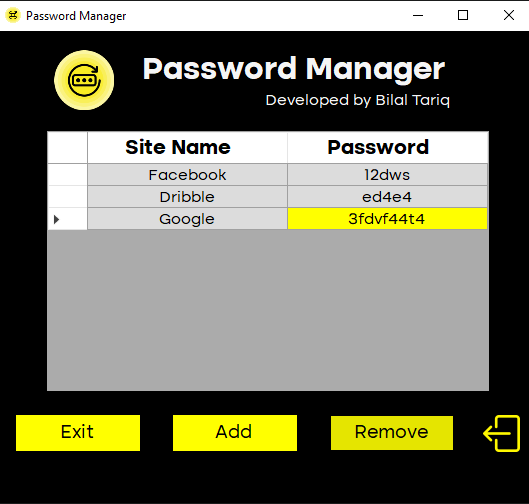 Password Manager
Password Manager
Developed by Bilal Tariq
Site Name Password
Facebook 12dws
Dribble ed4e4
Google 3fdvf44t4
Exit Add Remove